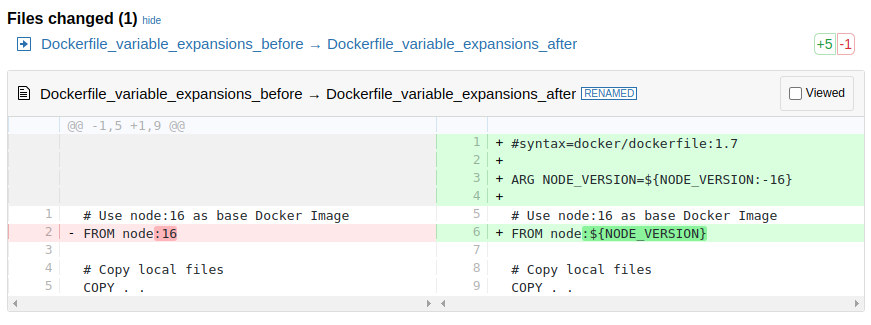 Files changed (1) hide
Dockerfile_variable_expansions_before → Dockerfile_variable_expansions_after +5 -1
Dockerfile_variable_expansions_before → Dockerfile_variable_expansions_after RENAMED Viewed
@@ -1,5 +1,9 @@
1 + #syntax=docker/dockerfile:1.7
2 +
3 + ARG NODE_VERSION=${NODE_VERSION:-16}
4 +
1 # Use node:16 as base Docker Image 5 # Use node:16 as base Docker Image
2 - FROM node:16 6 + FROM node:${NODE_VERSION}
3 7
4 # Copy local files 8 # Copy local files
5 COPY . . 9 COPY . .